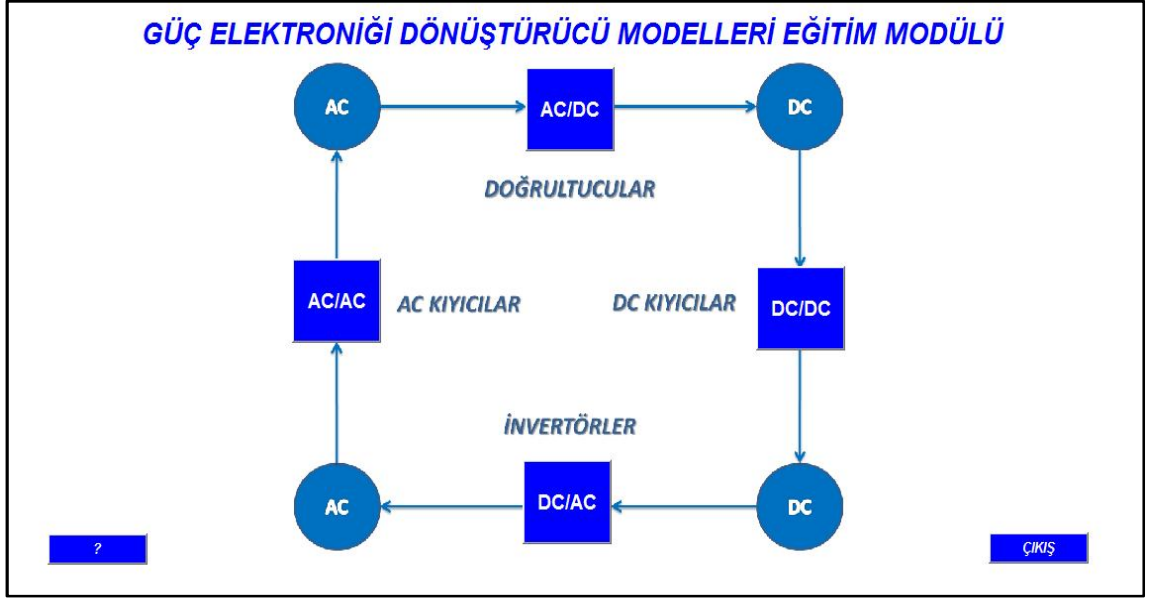 GÜÇ ELEKTRONİĞİ DÖNÜŞTÜRÜCÜ MODELLERİ EĞİTİM MODÜLÜ
AC
AC/DC
DC
DOĞRULTUCULAR
AC/AC
AC KIYICILAR
DC KIYICILAR
DC/DC
İNVERTÖRLER
AC
DC/AC
DC
?
ÇIKIŞ